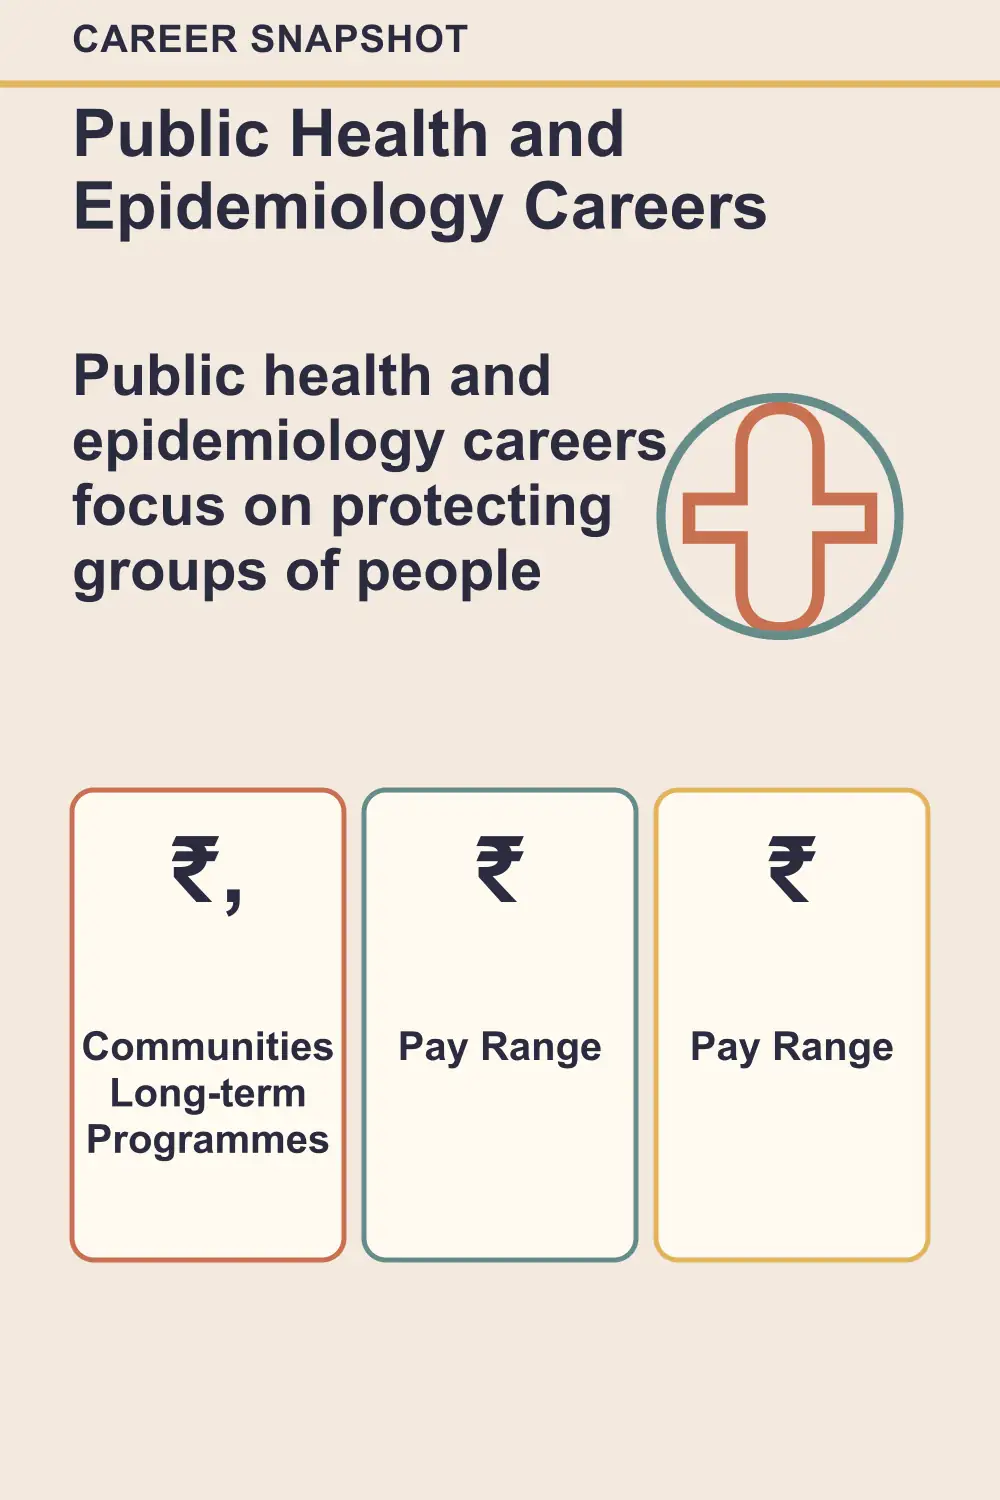 CAREER SNAPSHOT
Public Health and
Epidemiology Careers
Public health and
epidemiology careers
focus on protecting
groups of people
₹,
Communities
Long-term
Programmes
₹
Pay Range
₹
Pay Range